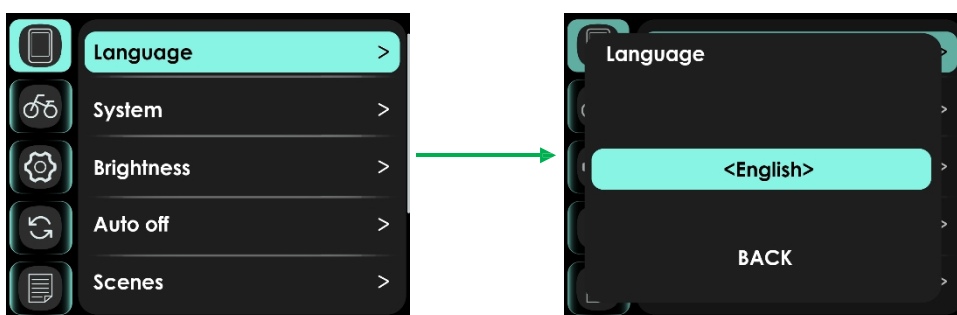 Language >
System >
Brightness >
Auto off >
Scenes >
Language
<English>
BACK